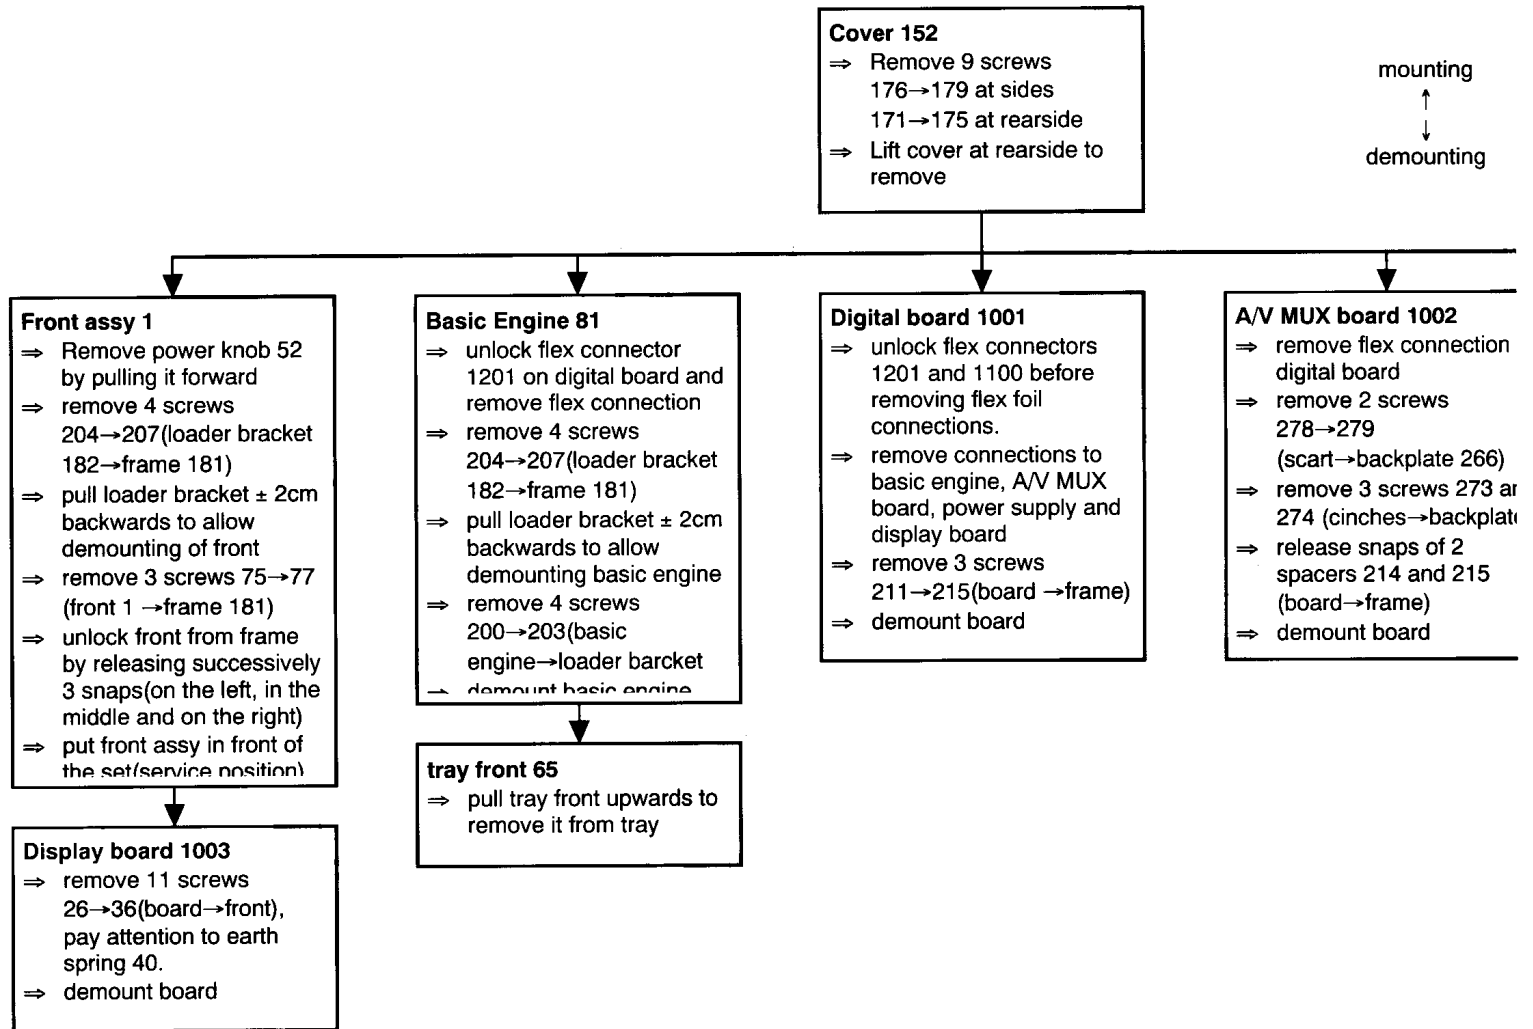 Cover 152
⇒ Remove 9 screws
176→179 at sides
171→175 at rearside
⇒ Lift cover at rearside to
remove
mounting
demounting
Front assy 1
⇒ Remove power knob 52
by pulling it forward
⇒ remove 4 screws
204→207(loader bracket
182→frame 181)
⇒ pull loader bracket ± 2cm
backwards to allow
demounting of front
⇒ remove 3 screws 75→77
(front 1 →frame 181)
⇒ unlock front from frame
by releasing successively
3 snaps(on the left, in the
middle and on the right)
⇒ put front assy in front of
the set(service position)
Display board 1003
⇒ remove 11 screws
26→36(board→front),
pay attention to earth
spring 40.
⇒ demount board
Basic Engine 81
⇒ unlock flex connector
1201 on digital board and
remove flex connection
⇒ remove 4 screws
204→207(loader bracket
182→frame 181)
⇒ pull loader bracket ± 2cm
backwards to allow
demounting basic engine
⇒ remove 4 screws
200→203(basic
engine→loader barcket
⇒ demount basic engine
tray front 65
⇒ pull tray front upwards to
remove it from tray
Digital board 1001
⇒ unlock flex connectors
1201 and 1100 before
removing flex foil
connections.
⇒ remove connections to
basic engine, A/V MUX
board, power supply and
display board
⇒ remove 3 screws
211→215(board →frame)
⇒ demount board
A/V MUX board 1002
⇒ remove flex connection
digital board
⇒ remove 2 screws
278→279
(scart→backplate 266)
⇒ remove 3 screws 273
274 (cinches→backplate
⇒ release snaps of 2
spacers 214 and 215
(board→frame)
⇒ demount board